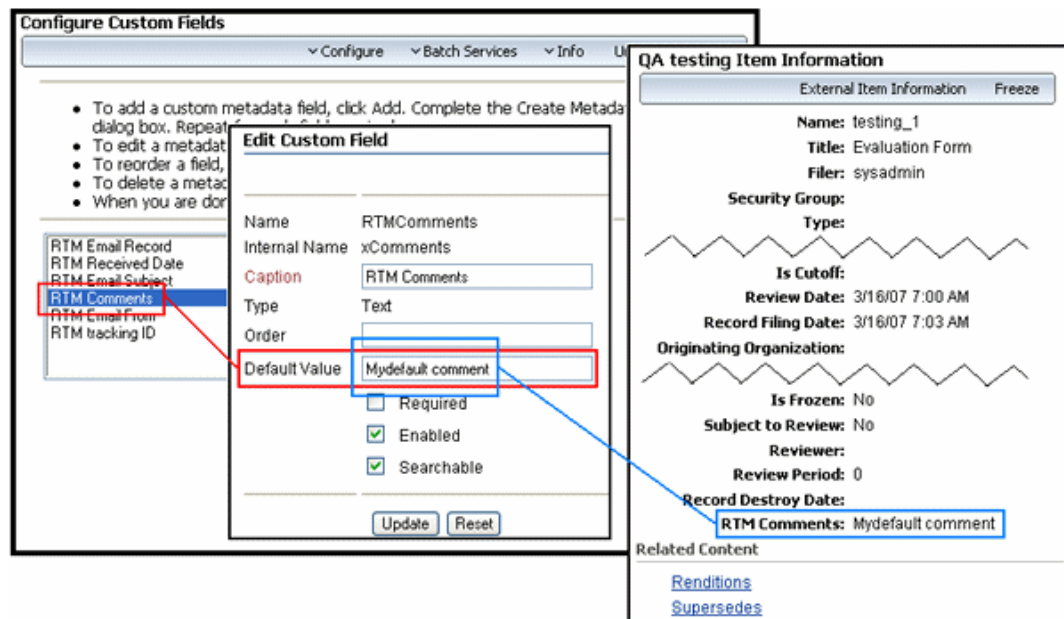 Configure Custom Fields
Configure
Batch Services
Info
QA testing Item Information
External Item Information
Freeze
To add a custom metadata field, click Add. Complete the Create
dialog box.
To edit a
To reorder a field,
To delete a
When you are
RTM Email Record
RTM Received Date
RTM Email Subject
RTM Comments
RTM Email From
RTM tracking ID
Edit Custom Field
Name RTMComments
Internal Name xComments
Caption RTM Comments
Type Text
Order
Default Value Mydefault comment
Required
Enabled
Searchable
Update Reset
Name: testing_1
Title: Evaluation Form
Filer: sysadmin
Security Group:
Type:
Is Cutoff:
Review Date: 3/16/07 7:00 AM
Record Filing Date: 3/16/07 7:03 AM
Originating Organization:
Is Frozen: No
Subject to Review: No
Reviewer:
Review Period: 0
Record Destroy Date:
RTM Comments: Mydefault comment
Related Content
Renditions
Supersedes